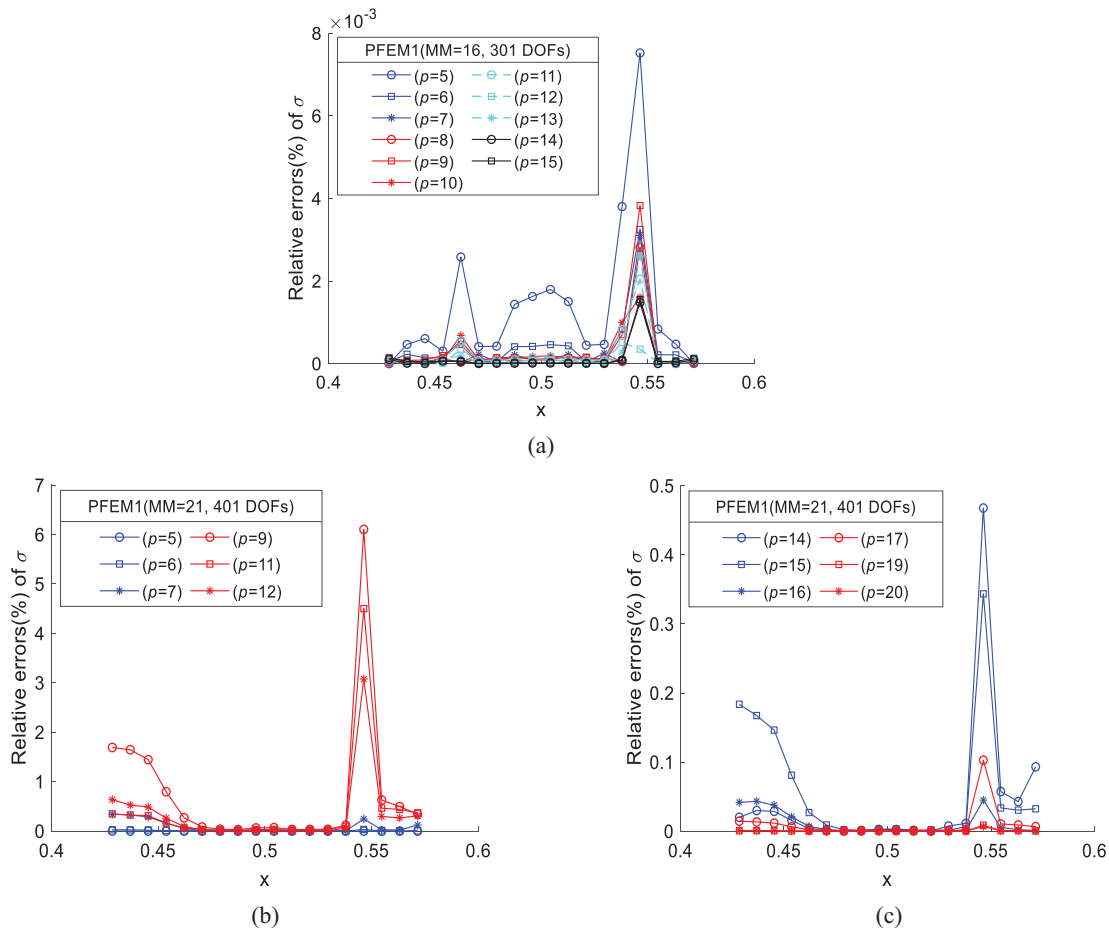 ×10⁻³
8
6
4
2
0
Relative errors(%) of σ
PFEM1(MM=16, 301 DOFs)
(p=5) (p=11)
(p=6) (p=12)
(p=7) (p=13)
(p=8) (p=14)
(p=9) (p=15)
(p=10)
0.4 0.45 0.5 0.55 0.6
x
(a)
7
6
5
4
3
2
1
0
Relative errors(%) of σ
PFEM1(MM=21, 401 DOFs)
(p=5) (p=9)
(p=6) (p=11)
(p=7) (p=12)
0.4 0.45 0.5 0.55 0.6
x
(b)
0.5
0.4
0.3
0.2
0.1
0
Relative errors(%) of σ
PFEM1(MM=21, 401 DOFs)
(p=14) (p=17)
(p=15) (p=19)
(p=16) (p=20)
0.4 0.45 0.5 0.55 0.6
x
(c)